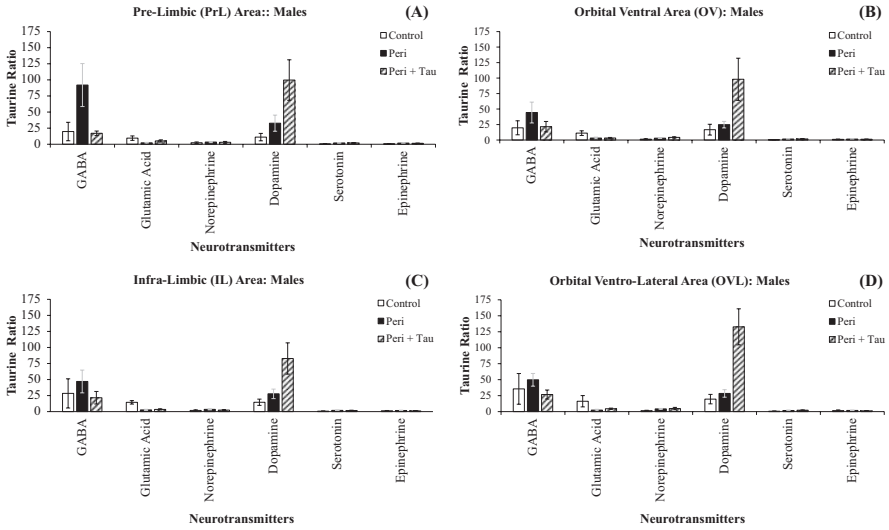 Pre-Limbic (PrL) Area:: Males
(A)
Taurine Ratio
175
150
125
100
75
50
25
0
Control
Peri
Peri + Tau
GABA
Glutamic Acid
Norepinephrine
Dopamine
Serotonin
Epinephrine
Neurotransmitters
Orbital Ventral Area (OV): Males
(B)
Taurine Ratio
175
150
125
100
75
50
25
0
Control
Peri
Peri + Tau
GABA
Glutamic Acid
Norepinephrine
Dopamine
Serotonin
Epinephrine
Neurotransmitters
Infra-Limbic (IL) Area: Males
(C)
Taurine Ratio
175
150
125
100
75
50
25
0
Control
Peri
Peri + Tau
GABA
Glutamic Acid
Norepinephrine
Dopamine
Serotonin
Epinephrine
Neurotransmitters
Orbital Ventro-Lateral Area (OVL): Males
(D)
Taurine Ratio
175
150
125
100
75
50
25
0
Control
Peri
Peri + Tau
GABA
Glutamic Acid
Norepinephrine
Dopamine
Serotonin
Epinephrine
Neurotransmitters